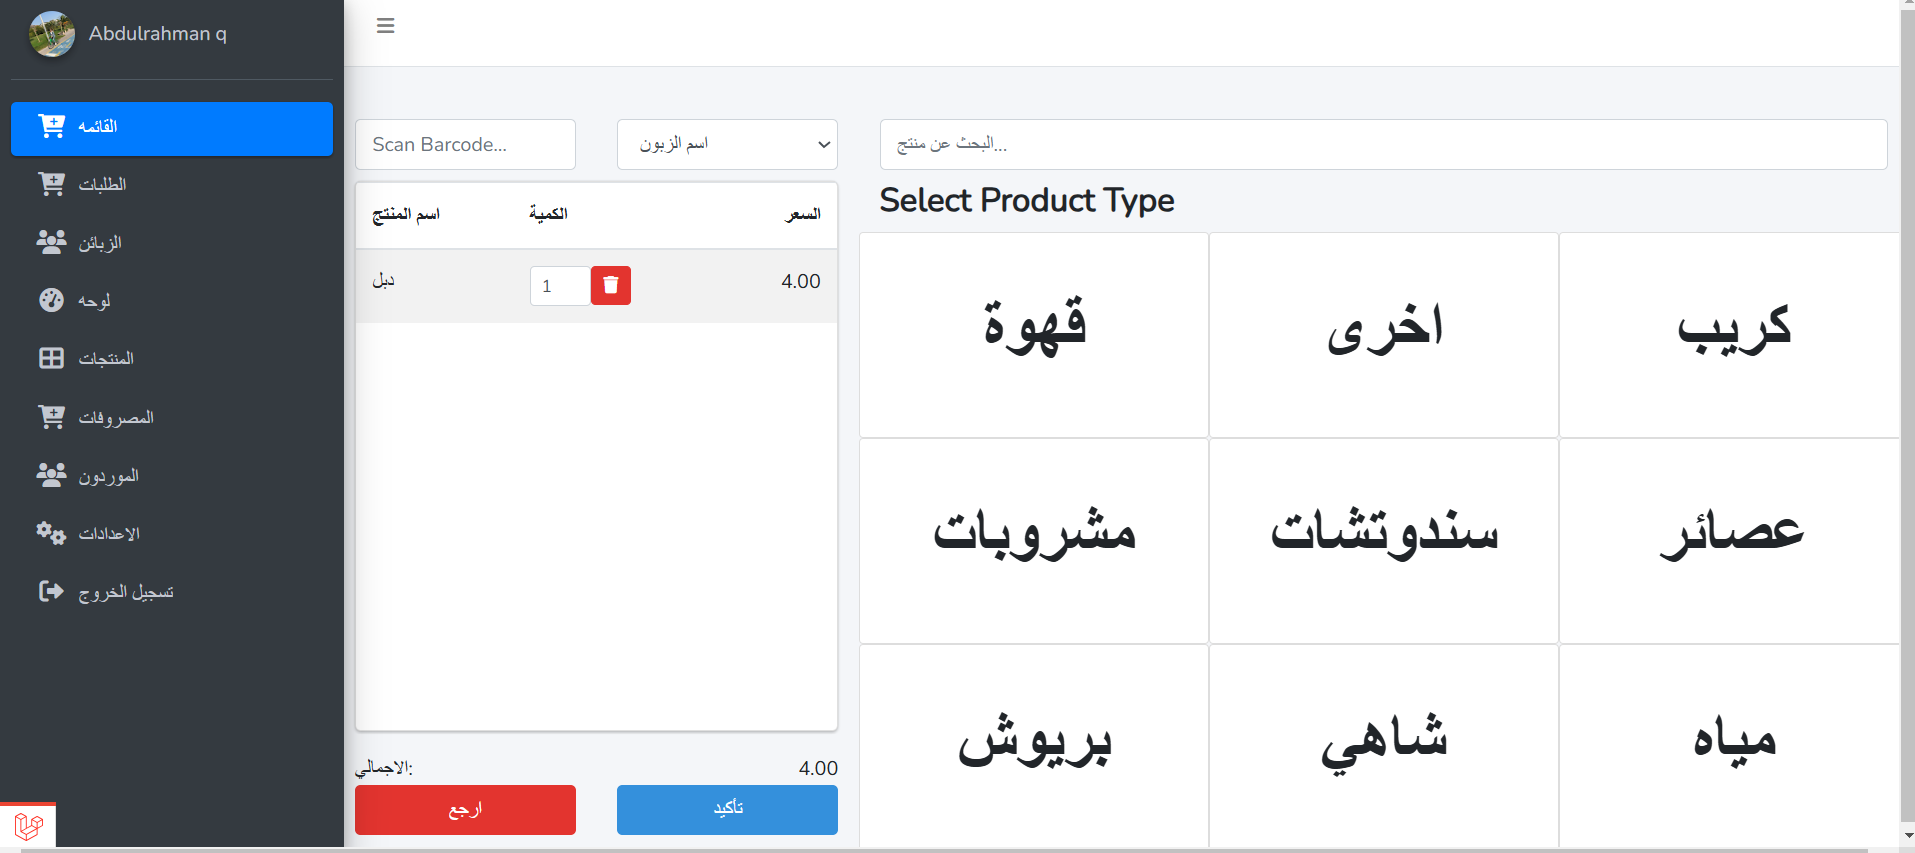 Abdulrahman q
القائمه
الطلبات
الزبائن
لوحه
المنتجات
المصروفات
الموردون
الاعدادات
تسجيل الخروج
Scan Barcode...
اسم الزبون
البحث عن منتج...
اسم المنتج الكمية السعر
دبل 1 4.00
الاجمالي: 4.00
ارجع
تأكيد
Select Product Type
قهوة اخرى كريب
مشروبات سندوتشات عصائر
بريوش شاهي مياه